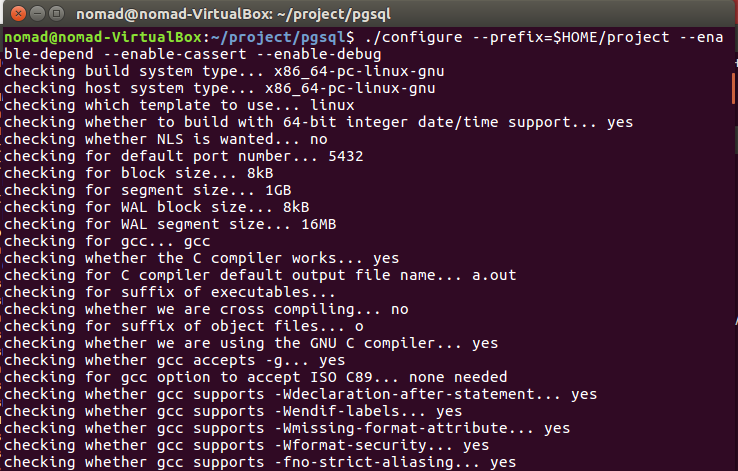 nomad@nomad-VirtualBox: ~/project/pgsql
nomad@nomad-VirtualBox:~/project/pgsql$ ./configure --prefix=$HOME/project --ena
ble-depend --enable-cassert --enable-debug
checking build system type... x86_64-pc-linux-gnu
checking host system type... x86_64-pc-linux-gnu
checking which template to use... linux
checking whether to build with 64-bit integer date/time support... yes
checking whether NLS is wanted... no
checking for default port number... 5432
checking for block size... 8kB
checking for segment size... 1GB
checking for WAL block size... 8kB
checking for WAL segment size... 16MB
checking for gcc... gcc
checking whether the C compiler works... yes
checking for C compiler default output file name... a.out
checking for suffix of executables...
checking whether we are cross compiling... no
checking for suffix of object files... o
checking whether we are using the GNU C compiler... yes
checking whether gcc accepts -g... yes
checking for gcc option to accept ISO C89... none needed
checking whether gcc supports -Wdeclaration-after-statement... yes
checking whether gcc supports -Wendif-labels... yes
checking whether gcc supports -Wmissing-format-attribute... yes
checking whether gcc supports -Wformat-security... yes
checking whether gcc supports -fno-strict-aliasing... yes